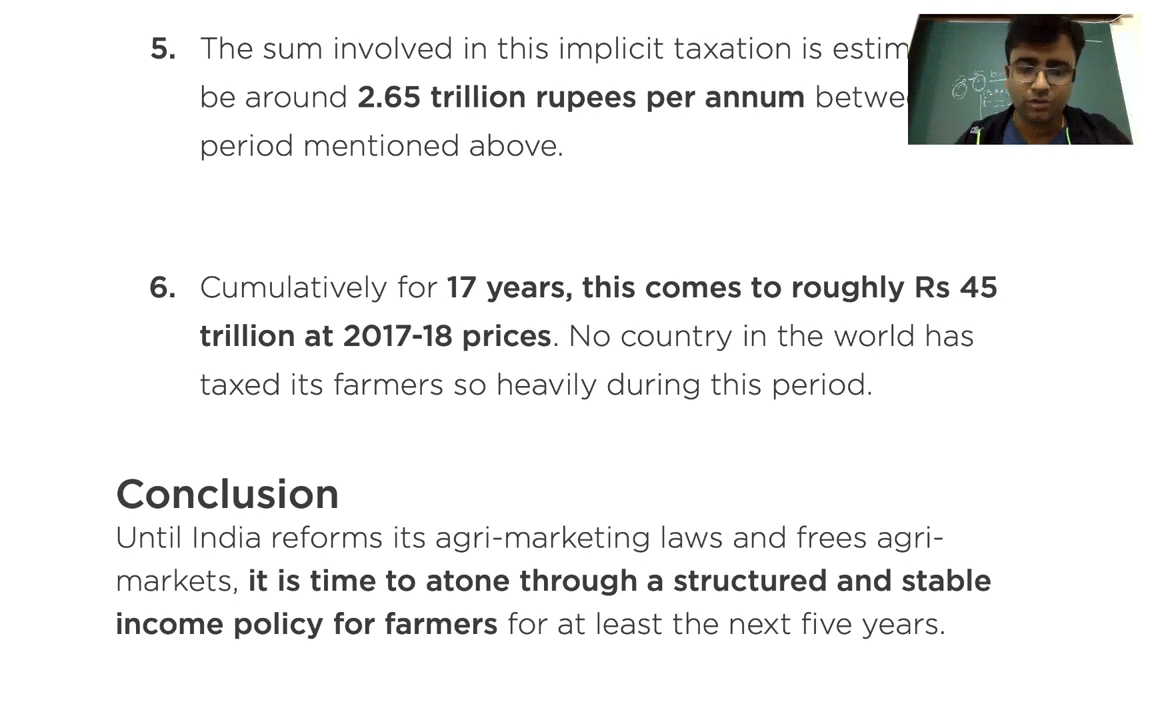 5. The sum involved in this implicit taxation is estim
be around 2.65 trillion rupees per annum betwe
period mentioned above.
6. Cumulatively for 17 years, this comes to roughly Rs 45
trillion at 2017-18 prices. No country in the world has
taxed its farmers so heavily during this period.
Conclusion
Until India reforms its agri-marketing laws and frees agri-
markets, it is time to atone through a structured and stable
income policy for farmers for at least the next five years.